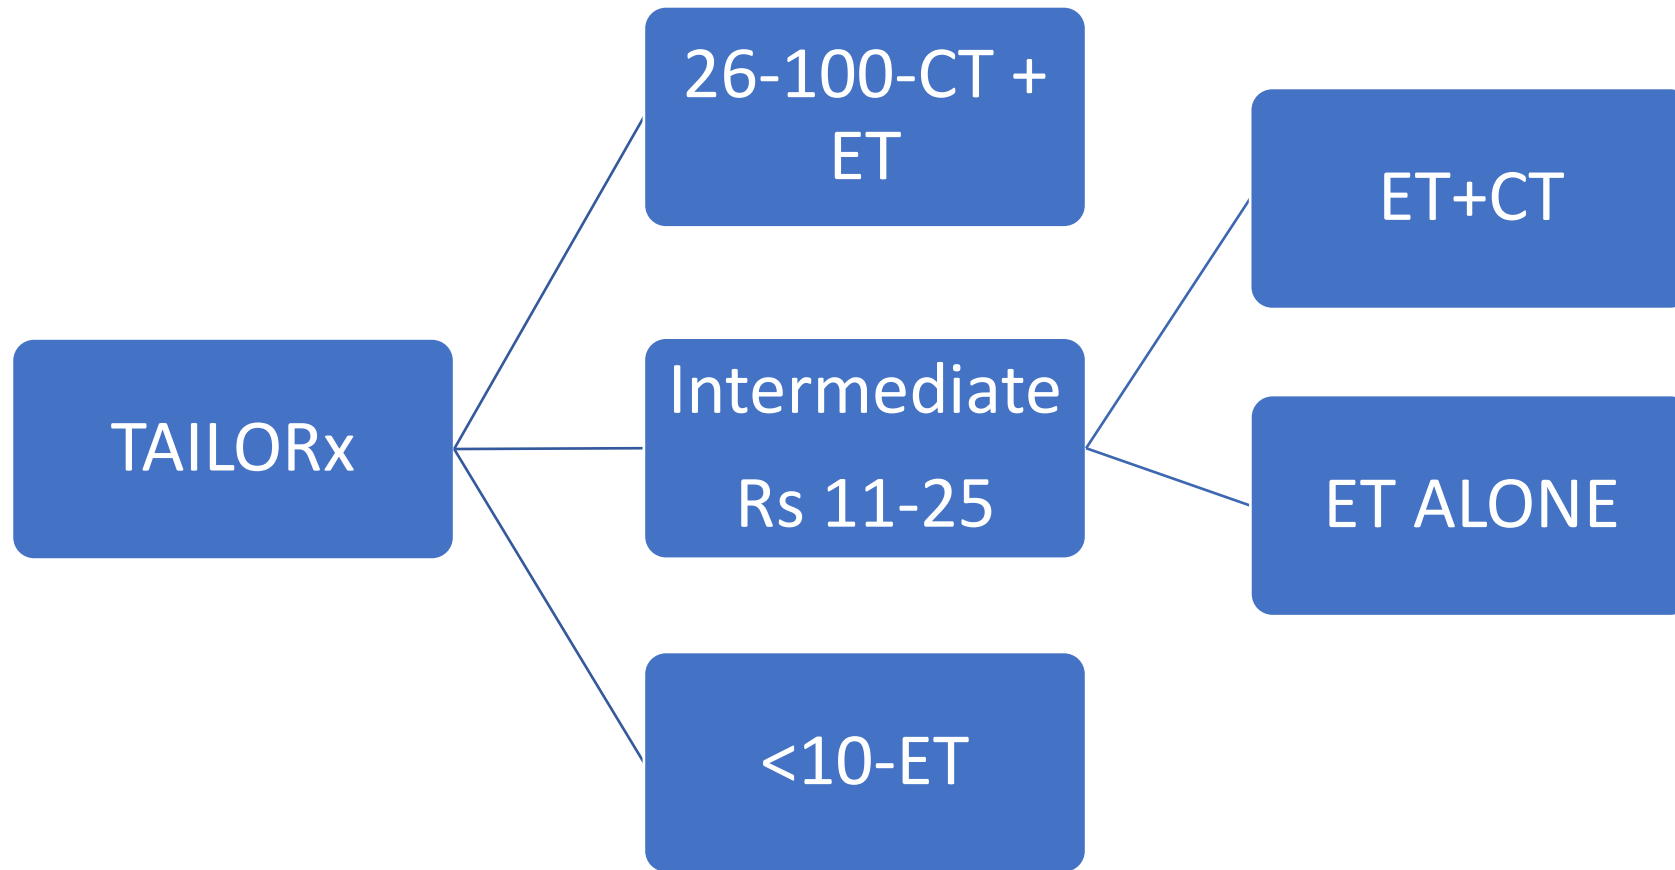 TAILORx
26-100-CT +
ET
Intermediate
Rs 11-25
<10-ET
ET+CT
ET ALONE